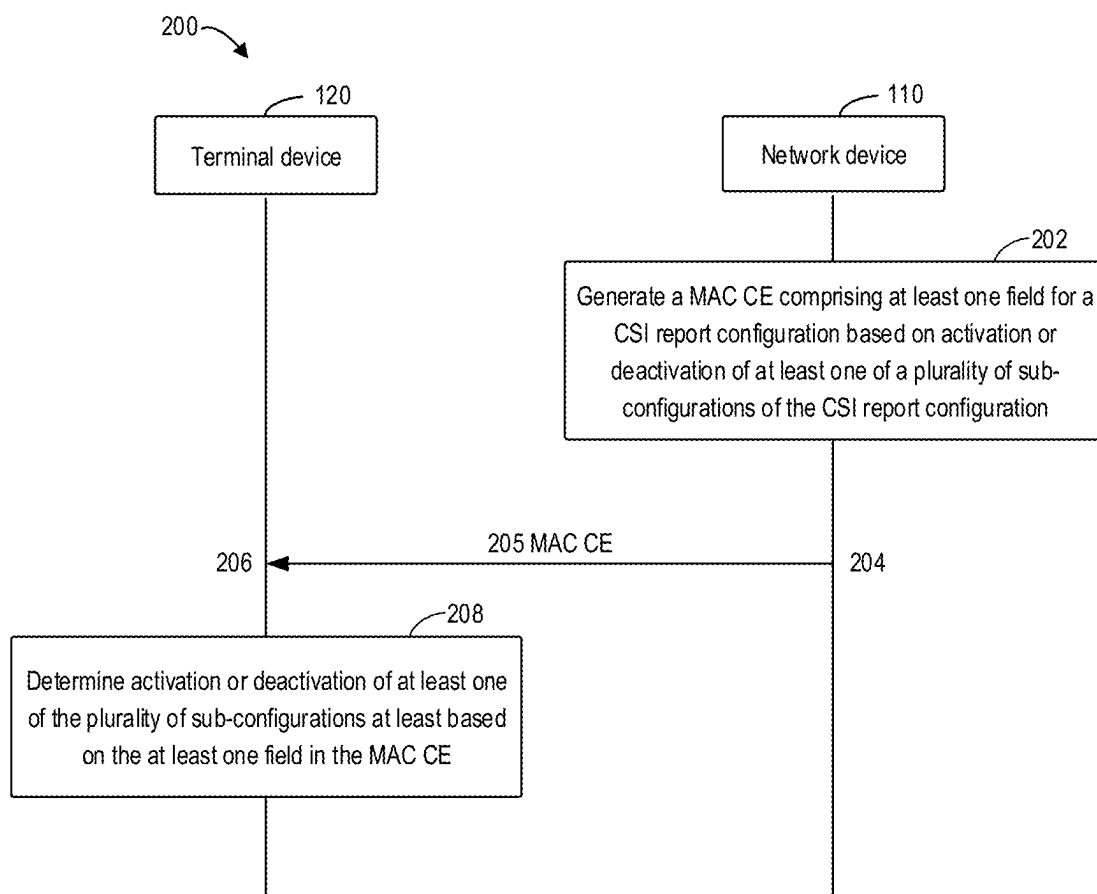 200
120
110
Terminal device
Network device
202
Generate a MAC CE comprising at least one field for a
CSI report configuration based on activation or
deactivation of at least one of a plurality of sub-
configurations of the CSI report configuration
205 MAC CE
206
204
208
Determine activation or deactivation of at least one
of the plurality of sub-configurations at least based
on the at least one field in the MAC CE